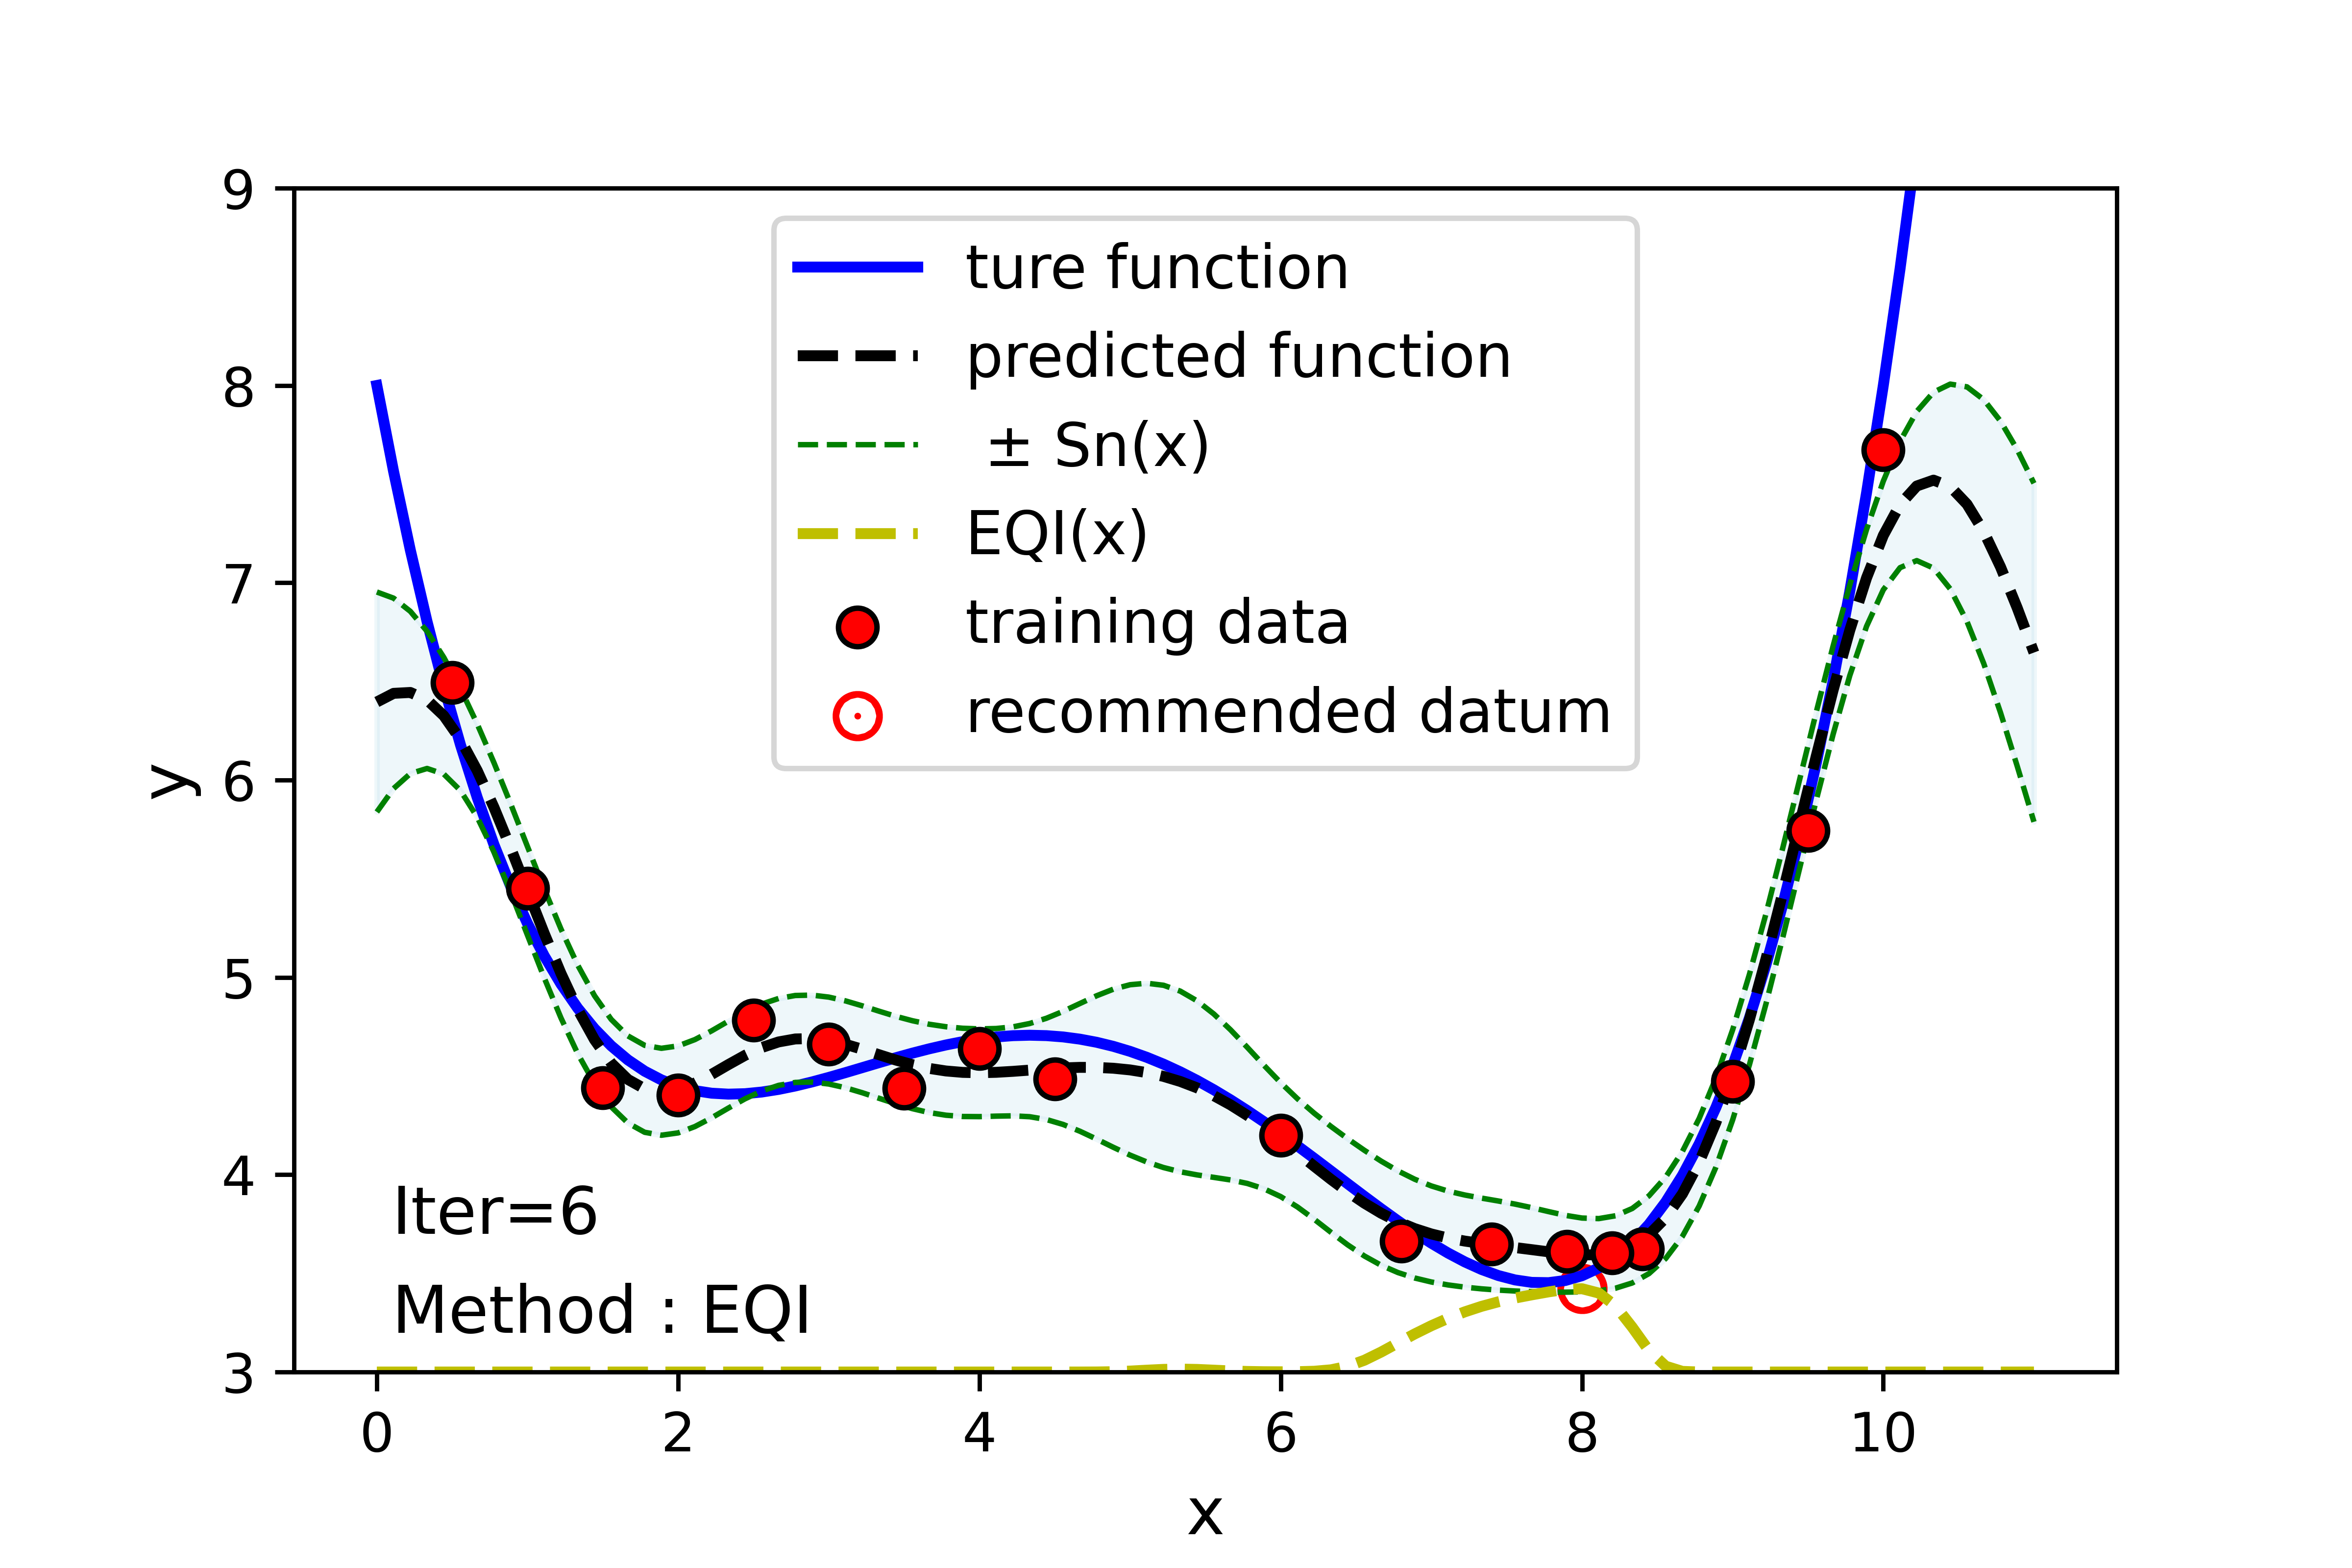 9
8
7
6
5
4
3
y
ture function
predicted function
± Sn(x)
EQI(x)
training data
recommended datum
Iter=6
Method : EQI
0 2 4 6 8 10
x